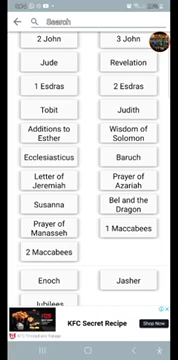 9:06
Search
2 John
3 John
Jude
Revelation
1 Esdras
2 Esdras
Tobit
Judith
Additions to
Esther
Wisdom of
Solomon
Ecclesiasticus
Baruch
Letter of
Jeremiah
Prayer of
Azariah
Susanna
Bel and the
Dragon
Prayer of
Manasseh
1 Maccabees
2 Maccabees
Enoch
Jasher
Jubilees
KFC Secret Recipe
Shop Now